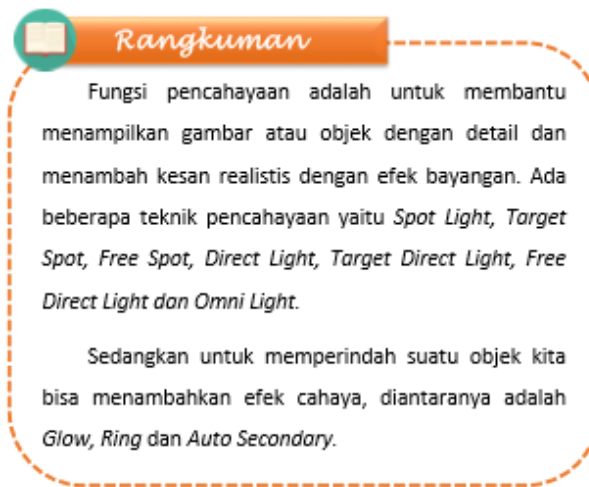 Rangkuman
Fungsi pencahayaan adalah untuk membantu
menampilkan gambar atau objek dengan detail dan
menambah kesan realistis dengan efek bayangan. Ada
beberapa teknik pencahayaan yaitu Spot Light, Target
Spot, Free Spot, Direct Light, Target Direct Light, Free
Direct Light dan Omni Light.
Sedangkan untuk memperindah suatu objek kita
bisa menambahkan efek cahaya, diantaranya adalah
Glow, Ring dan Auto Secondary.